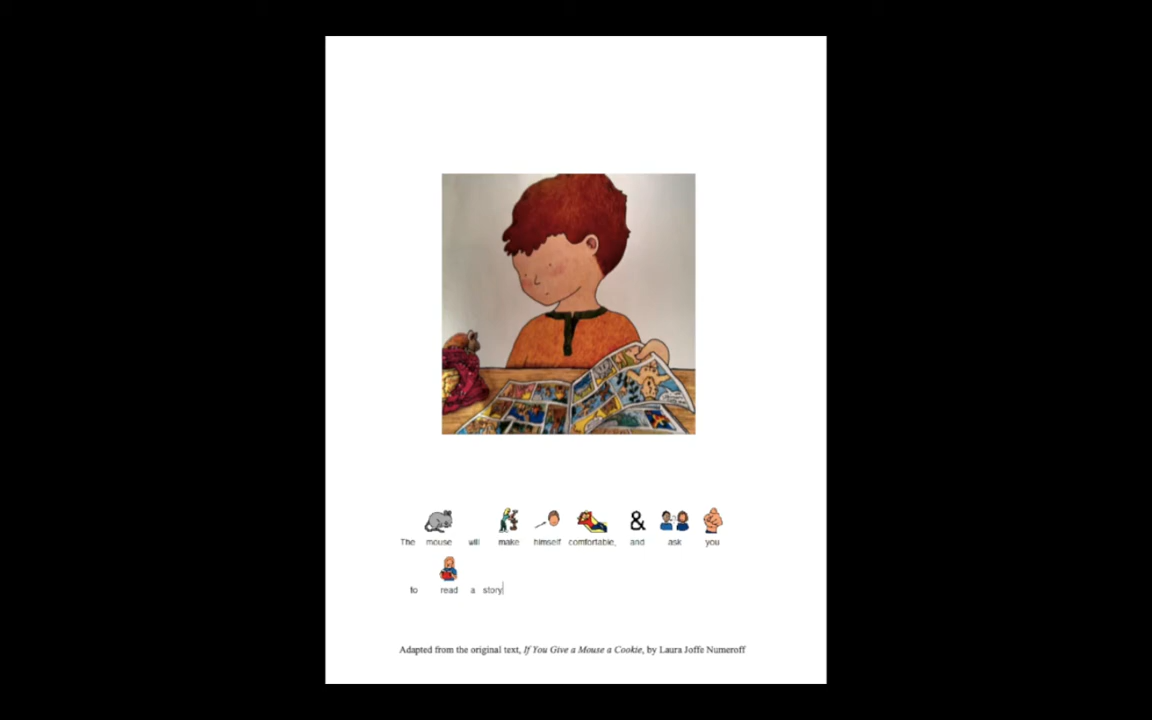 The mouse will make himself comfortable, and ask you
to read a story
Adapted from the original text, If You Give a Mouse a Cookie, by Laura Joffe Numeroff